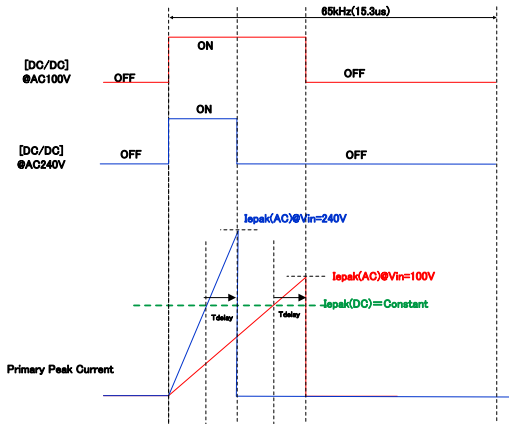 65kHz(15.3us)
ON
[DC/DC]
@AC100V
OFF
OFF
ON
[DC/DC]
@AC240V
OFF
OFF
Iepak(AC)@Vin=240V
Iepak(AC)@Vin=100V
Iepak(DC)=Constant
Tdelay
Tdelay
Primary Peak Current